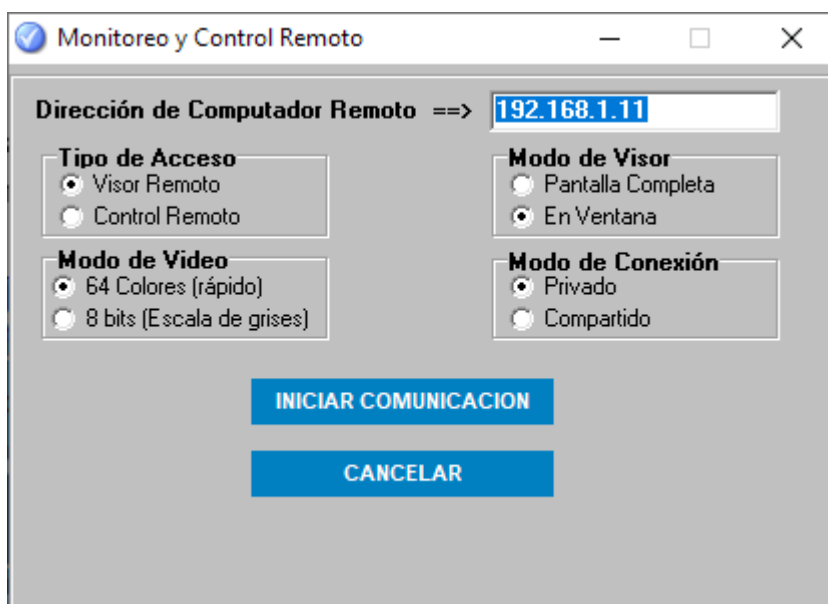 Monitoreo y Control Remoto
Dirección de Computador Remoto ==> 192.168.1.11
Tipo de Acceso
Visor Remoto
Control Remoto
Modo de Visor
Pantalla Completa
En Ventana
Modo de Video
64 Colores (rápido)
8 bits (Escala de grises)
Modo de Conexión
Privado
Compartido
INICIAR COMUNICACION
CANCELAR